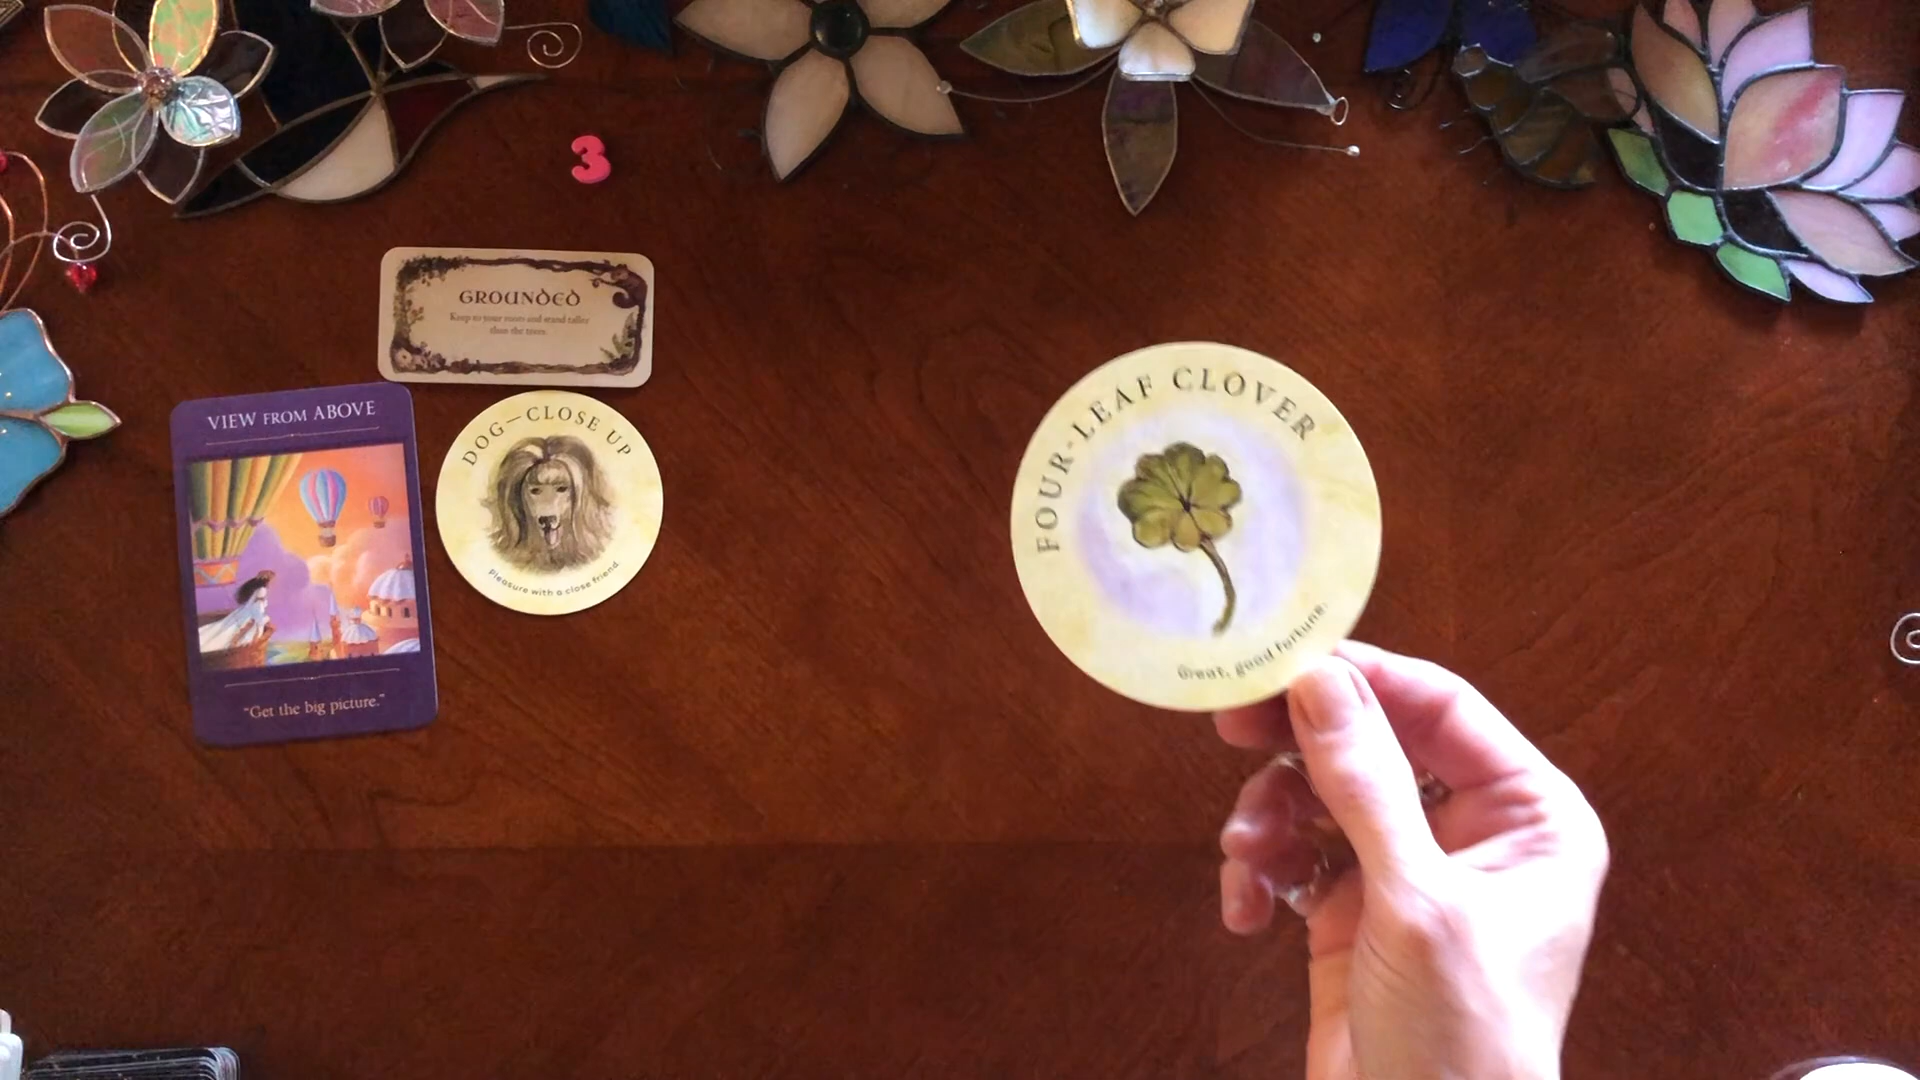 3
GROUNDED
Keep to your roots and stand taller
than the trees.
VIEW FROM ABOVE
"Get the big picture."
DOG—CLOSE UP
Pleasure with a close friend.
FOUR-LEAF CLOVER
Great, good fortune.